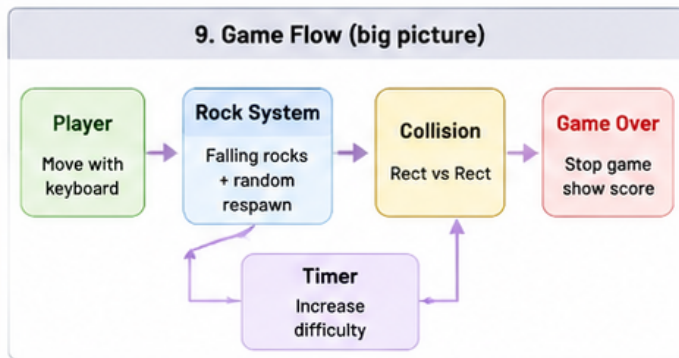 9. Game Flow (big picture)
Player
Move with
keyboard
Rock System
Falling rocks
+ random
respawn
Collision
Rect vs Rect
Game Over
Stop game
show score
Timer
Increase
difficulty